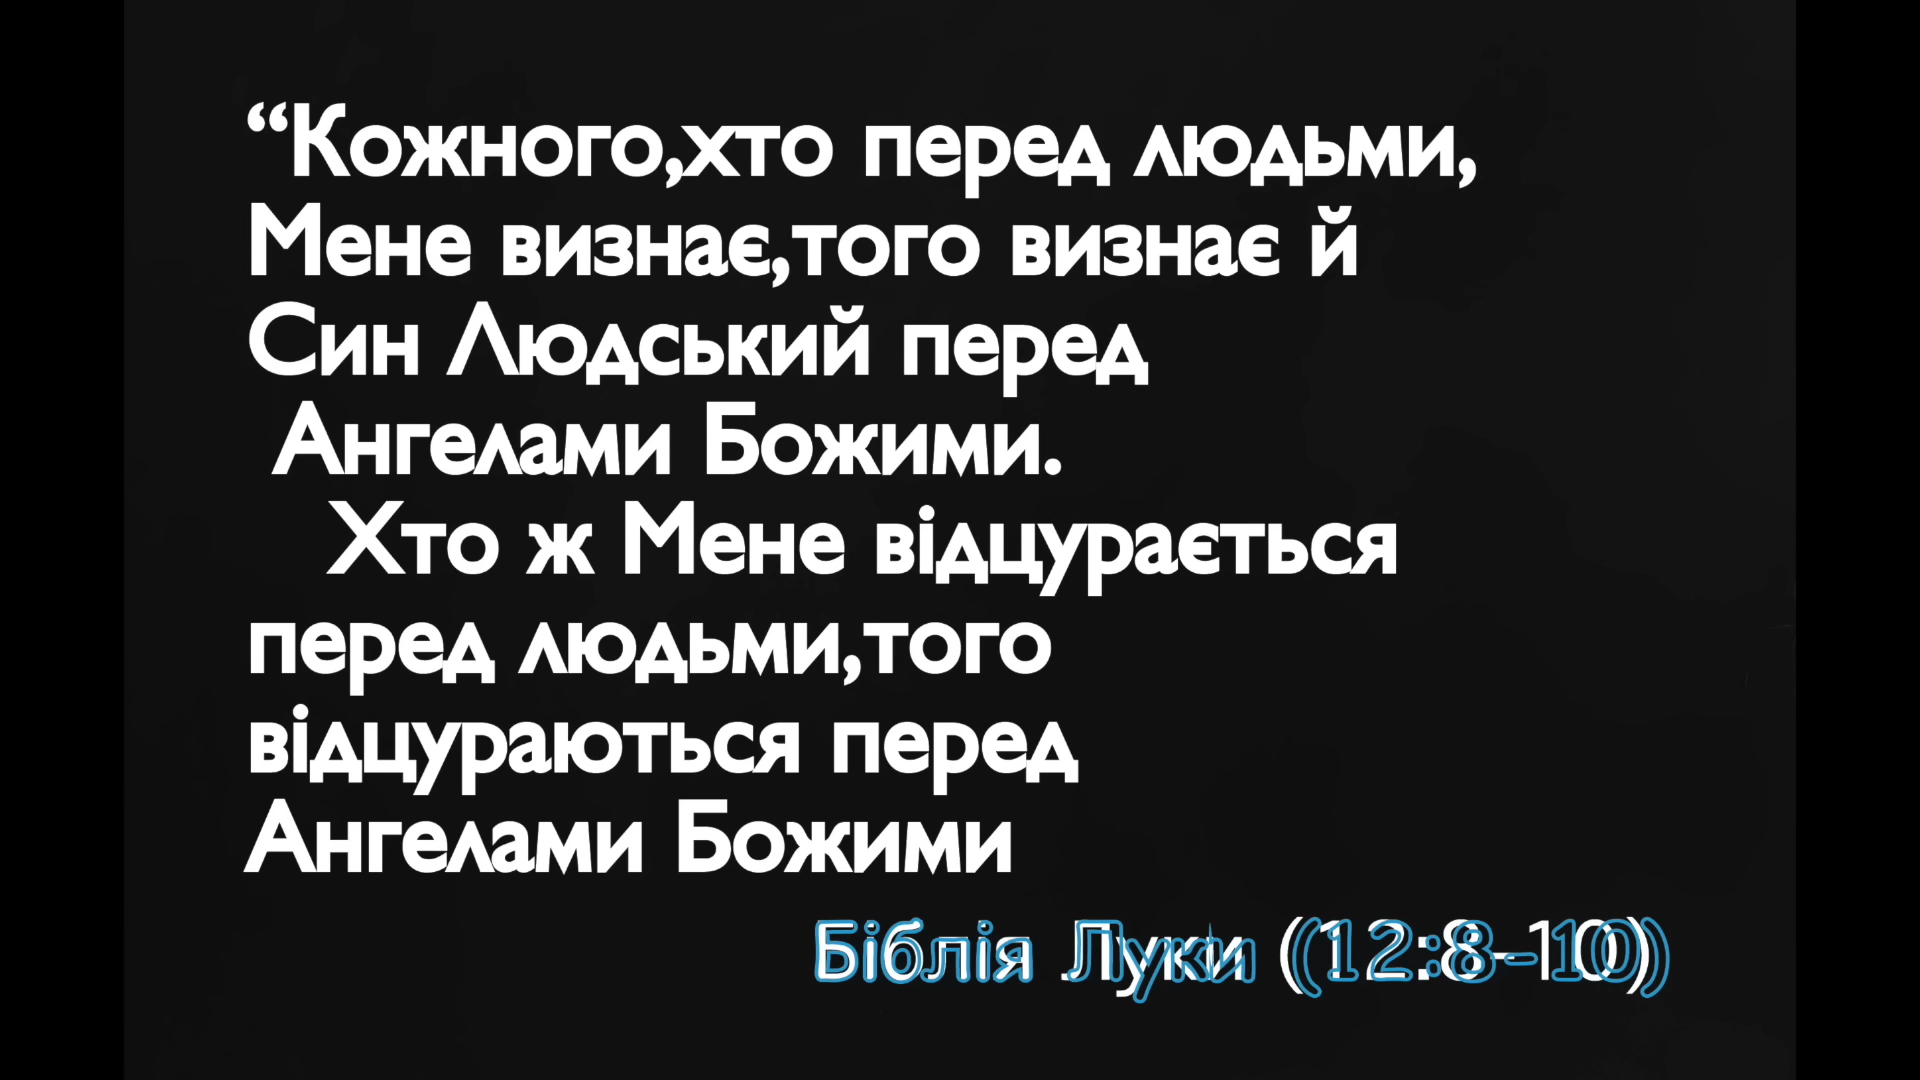 “Кожного,хто перед людьми,
Мене визнає,того визнає й
Син Людський перед
Ангелами Божими.
Хто ж Мене відцурається
перед людьми,того
відцураються перед
Ангелами Божими
Біблія Луки (12:8-10)